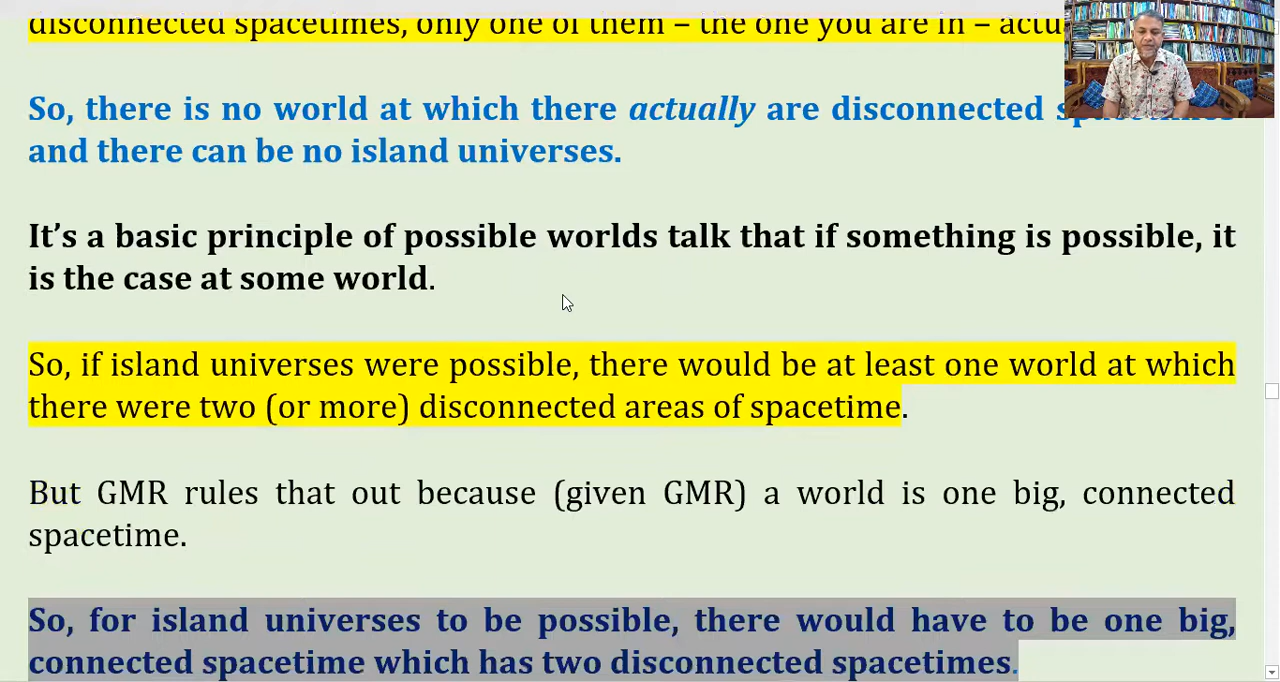 disconnected spacetimes, only one of them – the one you are in – actu
So, there is no world at which there actually are disconnected
and there can be no island universes.
It's a basic principle of possible worlds talk that if something is possible, it
is the case at some world.
So, if island universes were possible, there would be at least one world at which
there were two (or more) disconnected areas of spacetime.
But GMR rules that out because (given GMR) a world is one big, connected
spacetime.
So, for island universes to be possible, there would have to be one big,
connected spacetime which has two disconnected spacetimes.